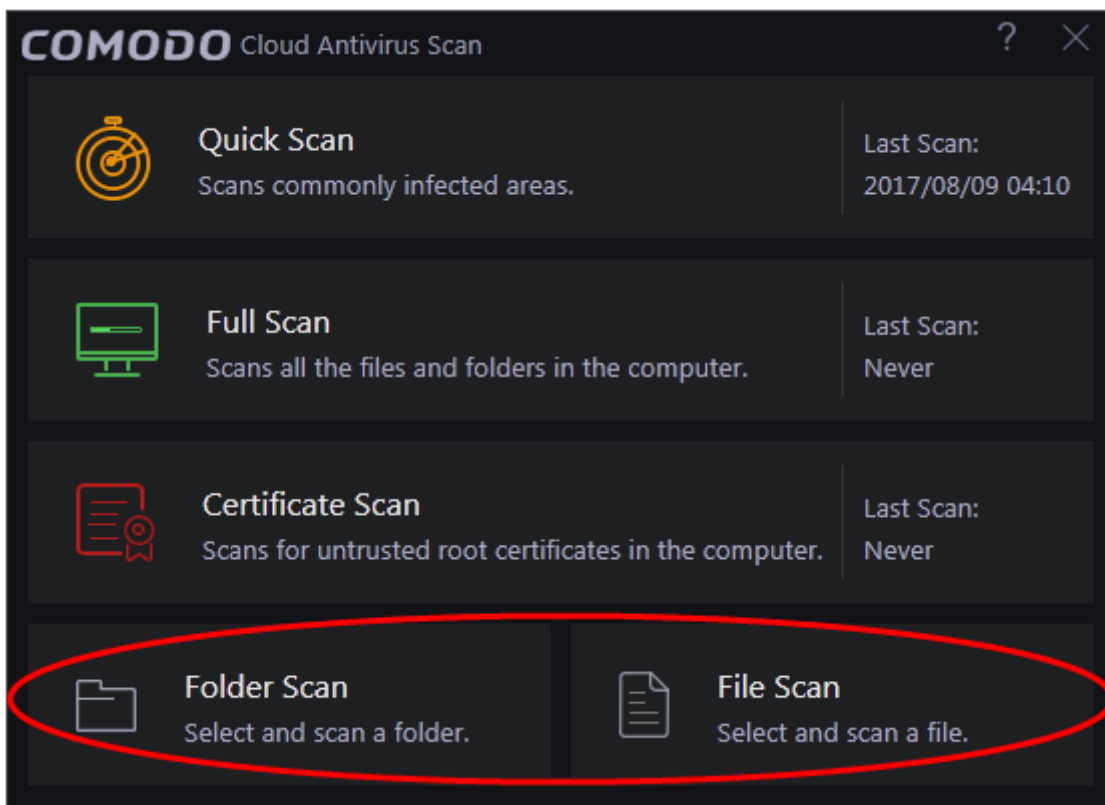 COMODO Cloud Antivirus Scan ?
Quick Scan
Scans commonly infected areas.
Last Scan:
2017/08/09 04:10
Full Scan
Scans all the files and folders in the computer.
Last Scan:
Never
Certificate Scan
Scans for untrusted root certificates in the computer.
Last Scan:
Never
Folder Scan
Select and scan a folder.
File Scan
Select and scan a file.